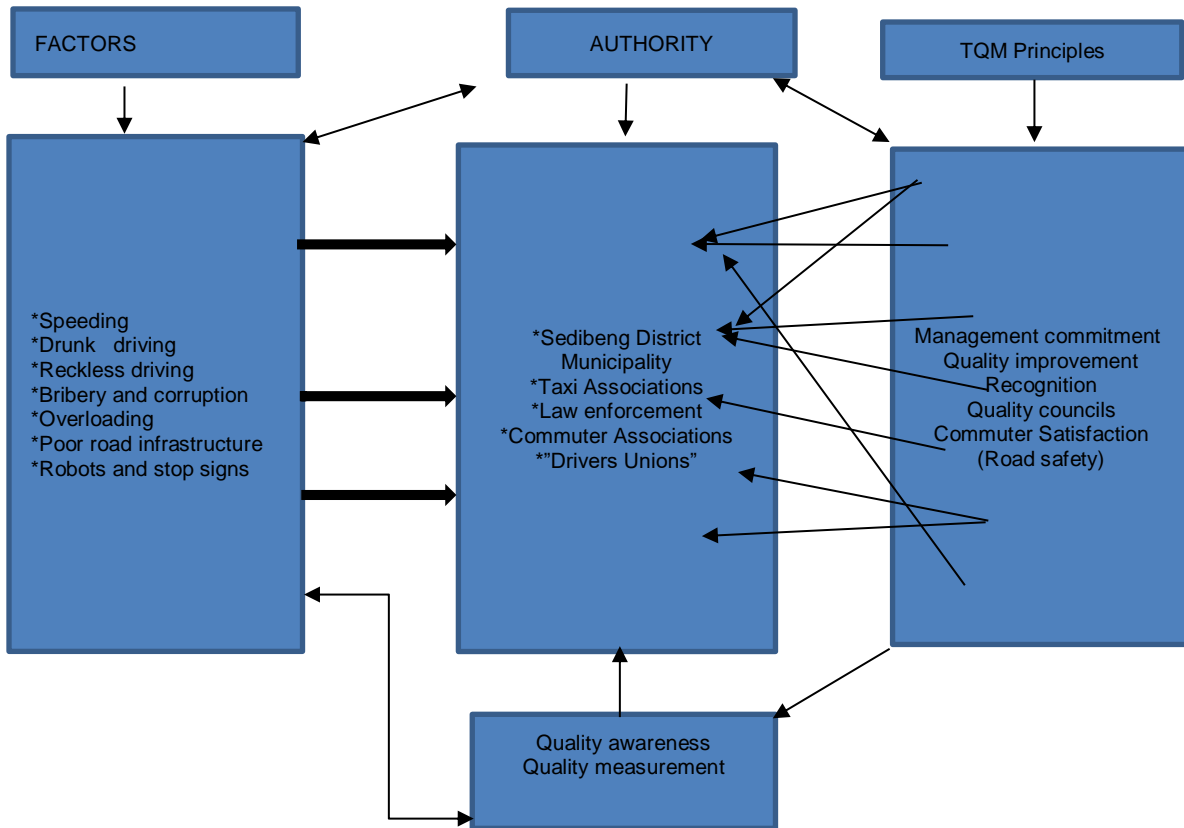 FACTORS
AUTHORITY
TQM Principles
*Speeding
*Drunk driving
*Reckless driving
*Bribery and corruption
*Overloading
*Poor road infrastructure
*Robots and stop signs
*Sedibeng District
Municipality
*Taxi Associations
*Law enforcement
*Commuter Associations
*”Drivers Unions”
Management commitment
Quality improvement
Recognition
Quality councils
Commuter Satisfaction
(Road safety)
Quality awareness
Quality measurement